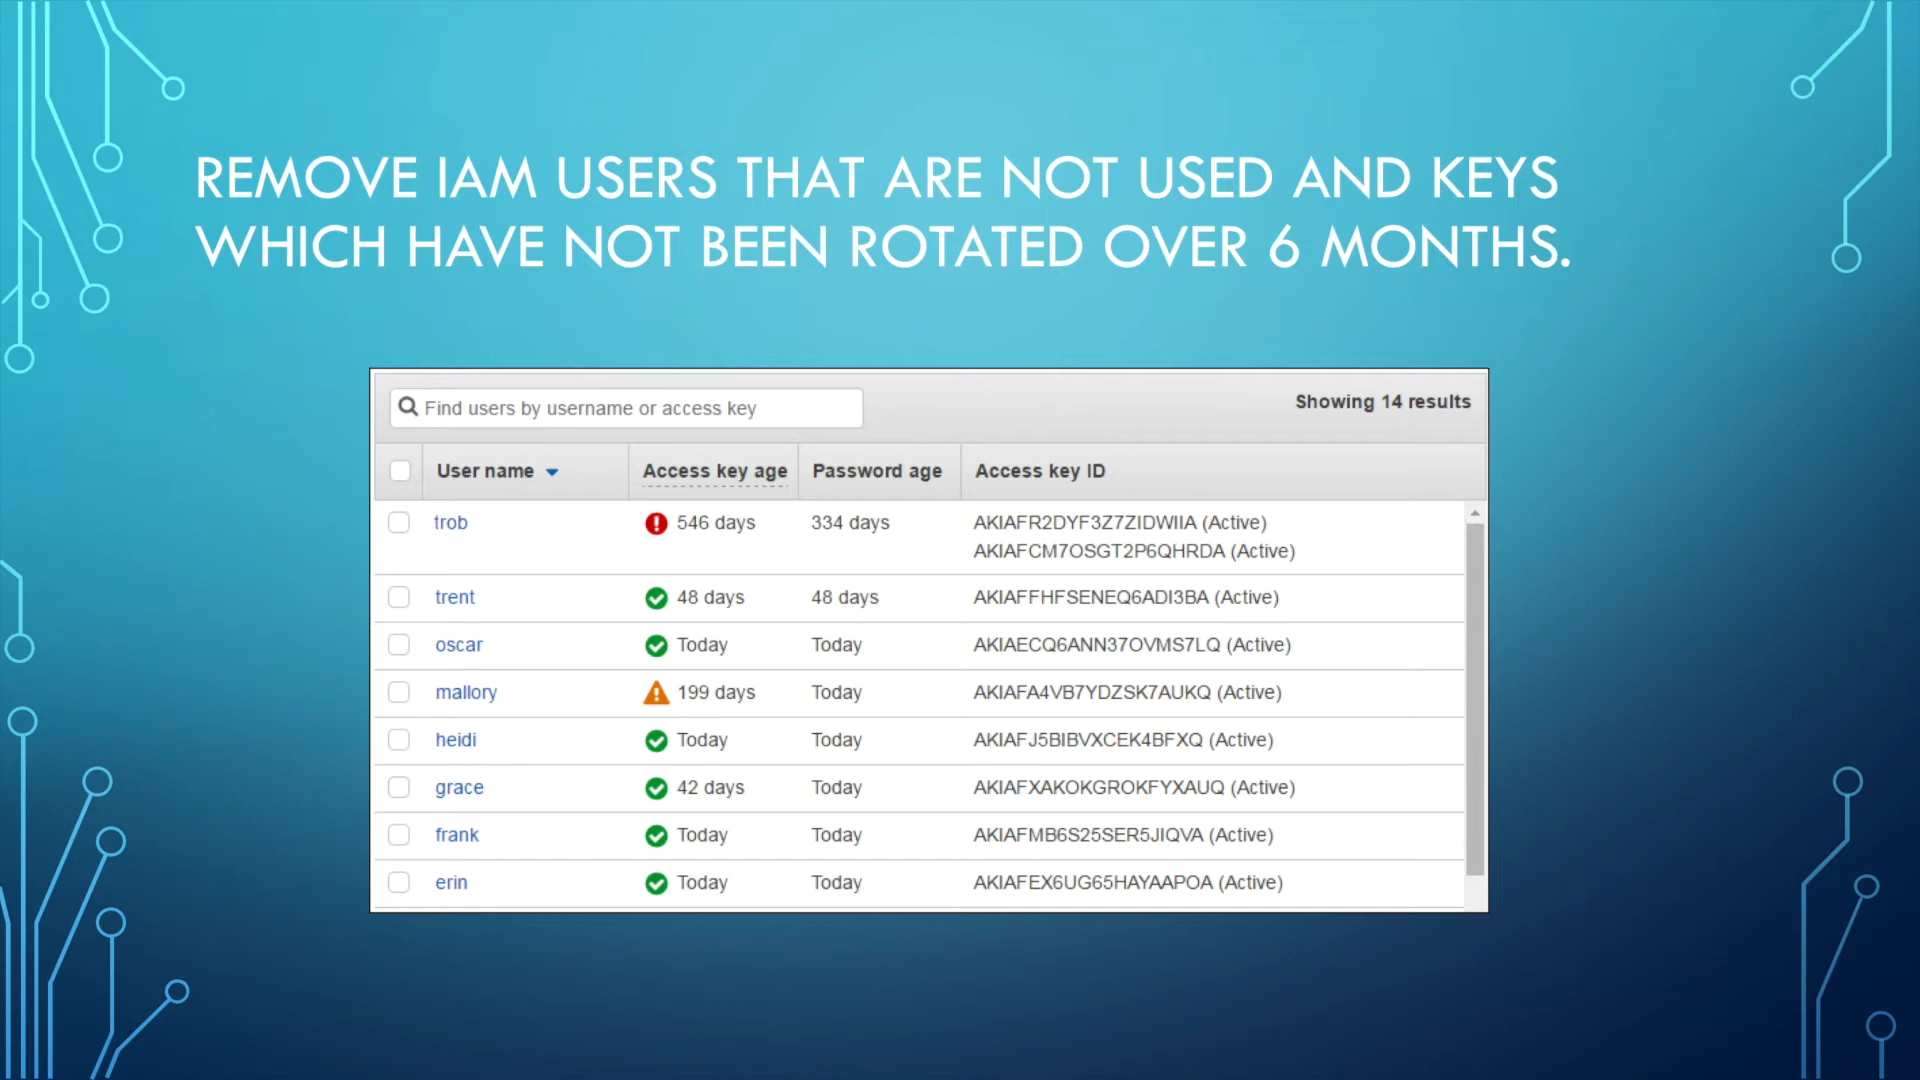 REMOVE IAM USERS THAT ARE NOT USED AND KEYS
WHICH HAVE NOT BEEN ROTATED OVER 6 MONTHS.
Find users by username or access key
Showing 14 results
User name Access key age Password age Access key ID
trob 546 days 334 days AKIAFR2DYF3Z7ZIDWIIA (Active)
AKIAFCM7OSGT2P6QHRDA (Active)
trent 48 days 48 days AKIAFFHFSENEQ6ADI3BA (Active)
oscar Today Today AKIAECQ6ANN37OVMS7LQ (Active)
mallory 199 days Today AKIAFA4VB7YDZSK7AUKQ (Active)
heidi Today Today AKIAFJ5BIBVXCEK4BFXQ (Active)
grace 42 days Today AKIAFXAKOKGROKFYXAUQ (Active)
frank Today Today AKIAFMB6S25SER5JIQVA (Active)
erin Today Today AKIAFEX6UG65HAYAAPOA (Active)